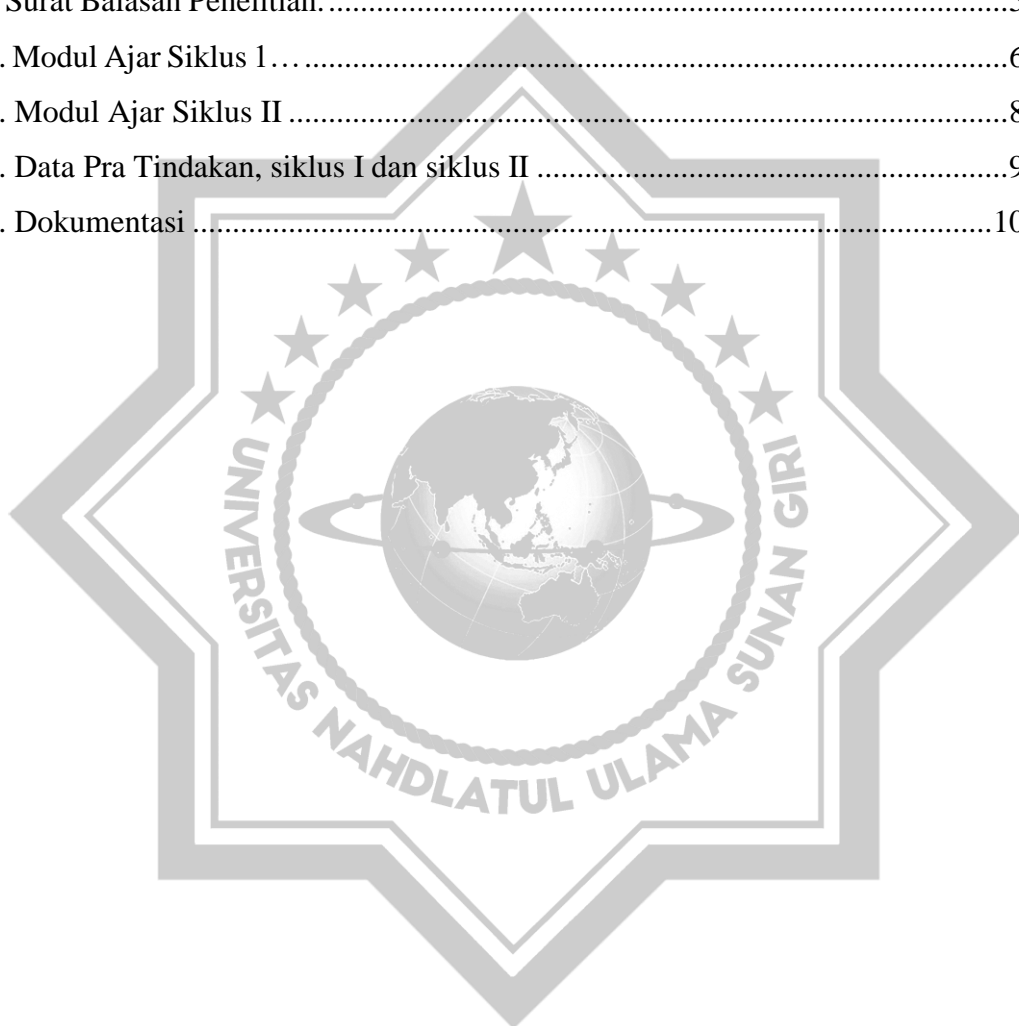 Surat Balasan Penelitian. ........................................
. Modul Ajar Siklus 1… ........................................ 6
. Modul Ajar Siklus II ........................................ 8
. Data Pra Tindakan, siklus I dan siklus II ........................................ 9
. Dokumentasi ........................................ 10
UNIVERSITAS NAHDLATUL ULAMA SUNAN GIRI